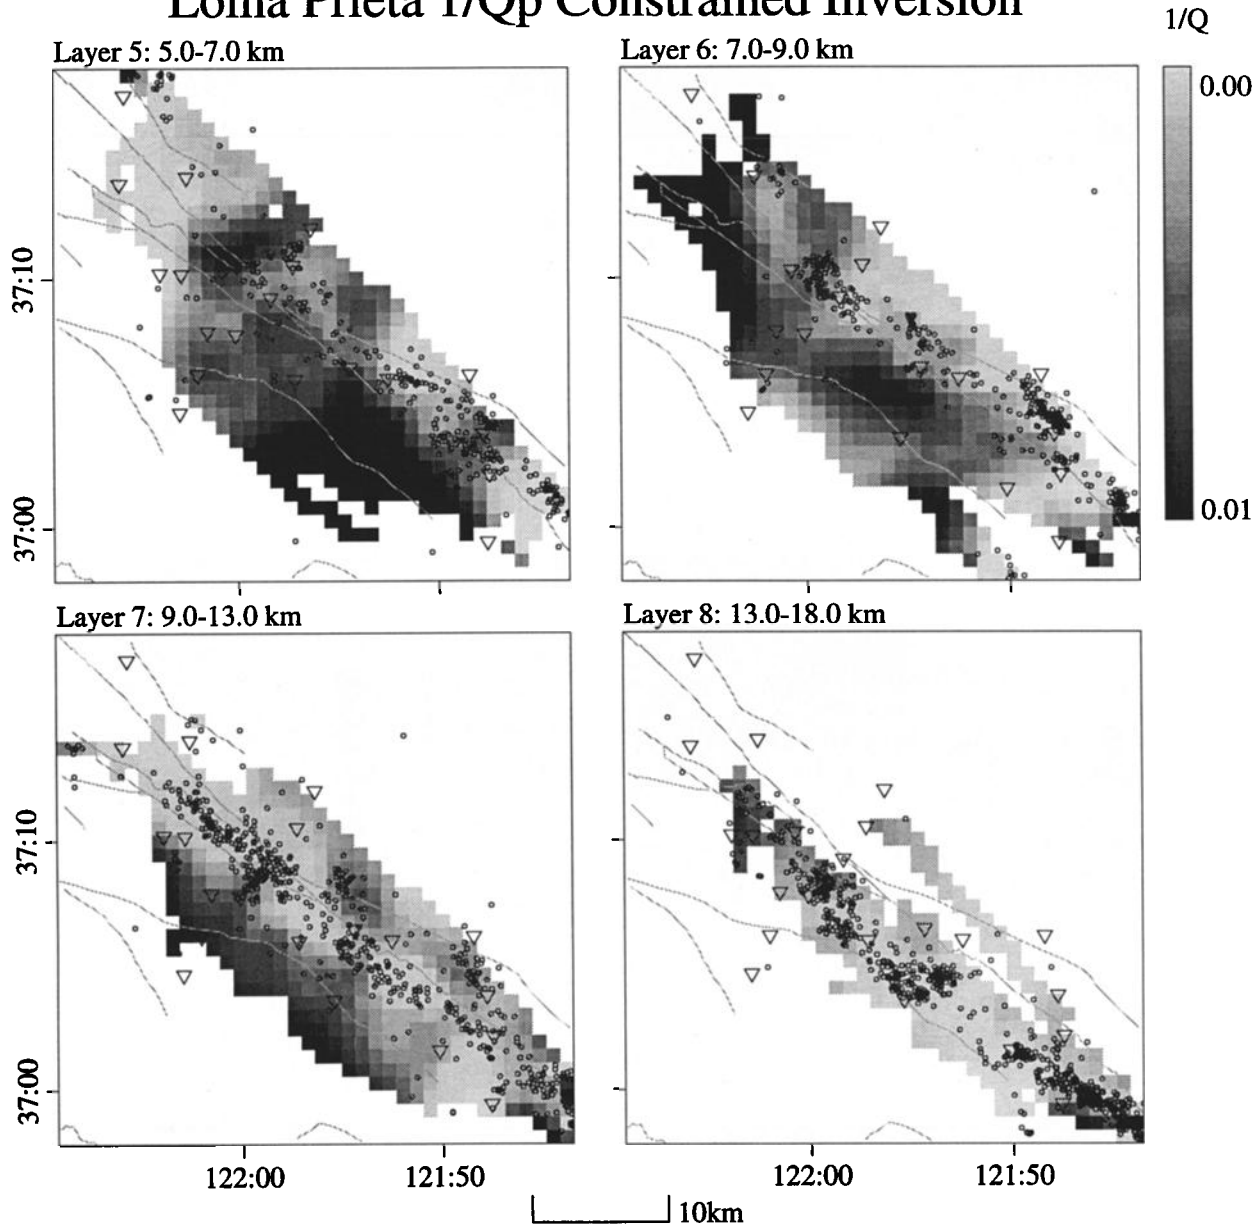 Loma Prieta 1/Qp Constrained Inversion
1/Q
Layer 5: 5.0-7.0 km
Layer 6: 7.0-9.0 km
0.00
37:10
37:00
0.01
Layer 7: 9.0-13.0 km
Layer 8: 13.0-18.0 km
37:10
37:00
122:00
121:50
122:00
121:50
10km